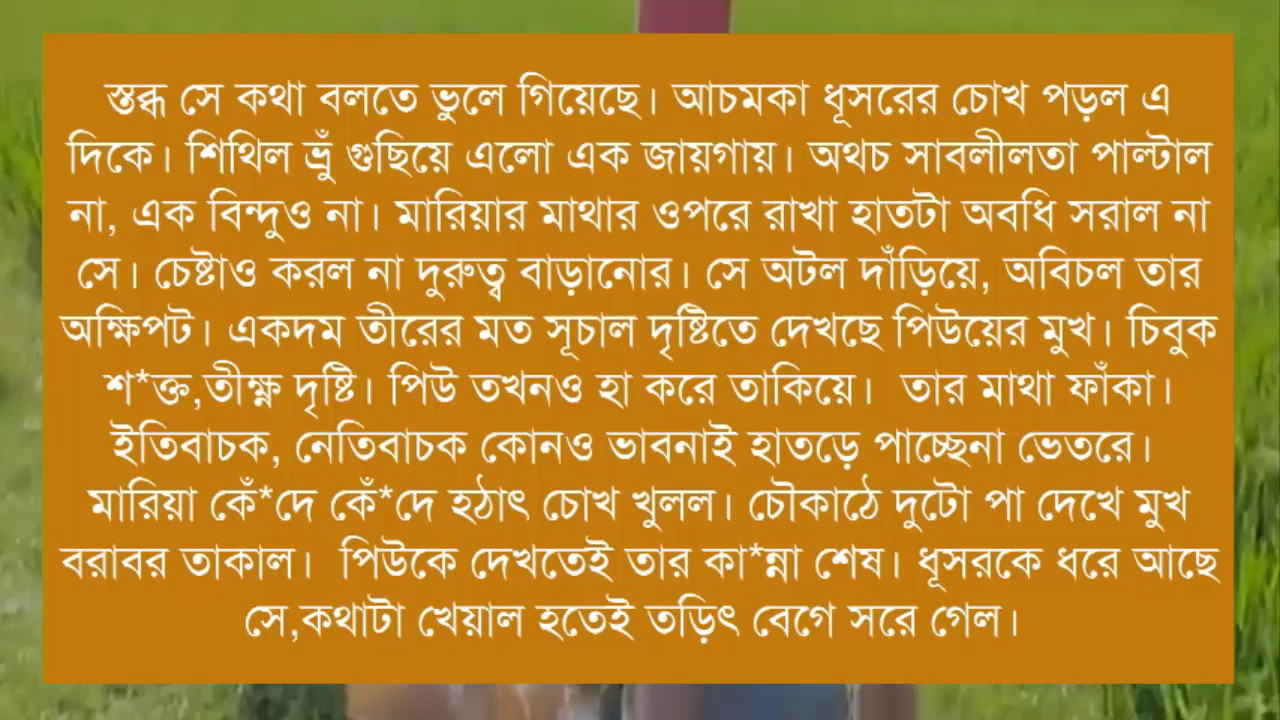 স্তব্ধ সে কথা বলতে ভুলে গিয়েছে। আচমকা ধূসরের চোখ পড়ল এ
দিকে। শিথিল ভ্রুঁ গুছিয়ে এলো এক জায়গায়। অথচ সাবলীলতা পাল্টাল
না, এক বিন্দুও না। মারিয়ার মাথার ওপরে রাখা হাতটা অবধি সরাল না
সে। চেষ্টাও করল না দুরুত্ব বাড়ানোর। সে অটল দাঁড়িয়ে, অবিচল তার
অক্ষিপট। একদম তীরের মত সূচাল দৃষ্টিতে দেখছে পিউয়ের মুখ। চিবুক
শ*ক্ত,তীক্ষ্ণ দৃষ্টি। পিউ তখনও হা করে তাকিয়ে।  তার মাথা ফাঁকা।
ইতিবাচক, নেতিবাচক কোনও ভাবনাই হাতড়ে পাচ্ছেনা ভেতরে।
মারিয়া কেঁ*দে কেঁ*দে হঠাৎ চোখ খুলল। চৌকাঠে দুটো পা দেখে মুখ
বরাবর তাকাল।  পিউকে দেখতেই তার কা*ন্না শেষ। ধূসরকে ধরে আছে
সে,কথাটা খেয়াল হতেই তড়িৎ বেগে সরে গেল।